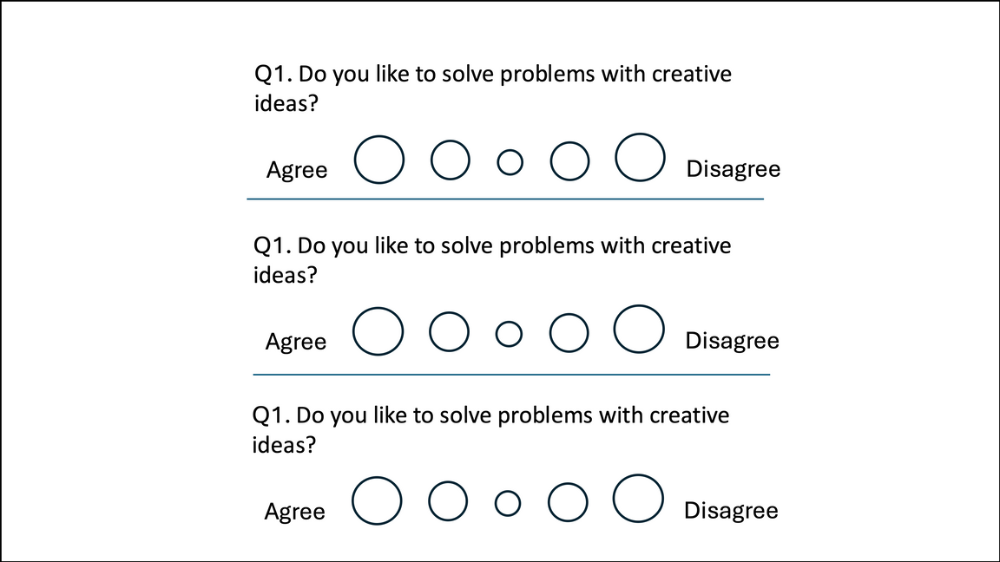 Q1. Do you like to solve problems with creative
ideas?
Agree Disagree
Q1. Do you like to solve problems with creative
ideas?
Agree Disagree
Q1. Do you like to solve problems with creative
ideas?
Agree Disagree